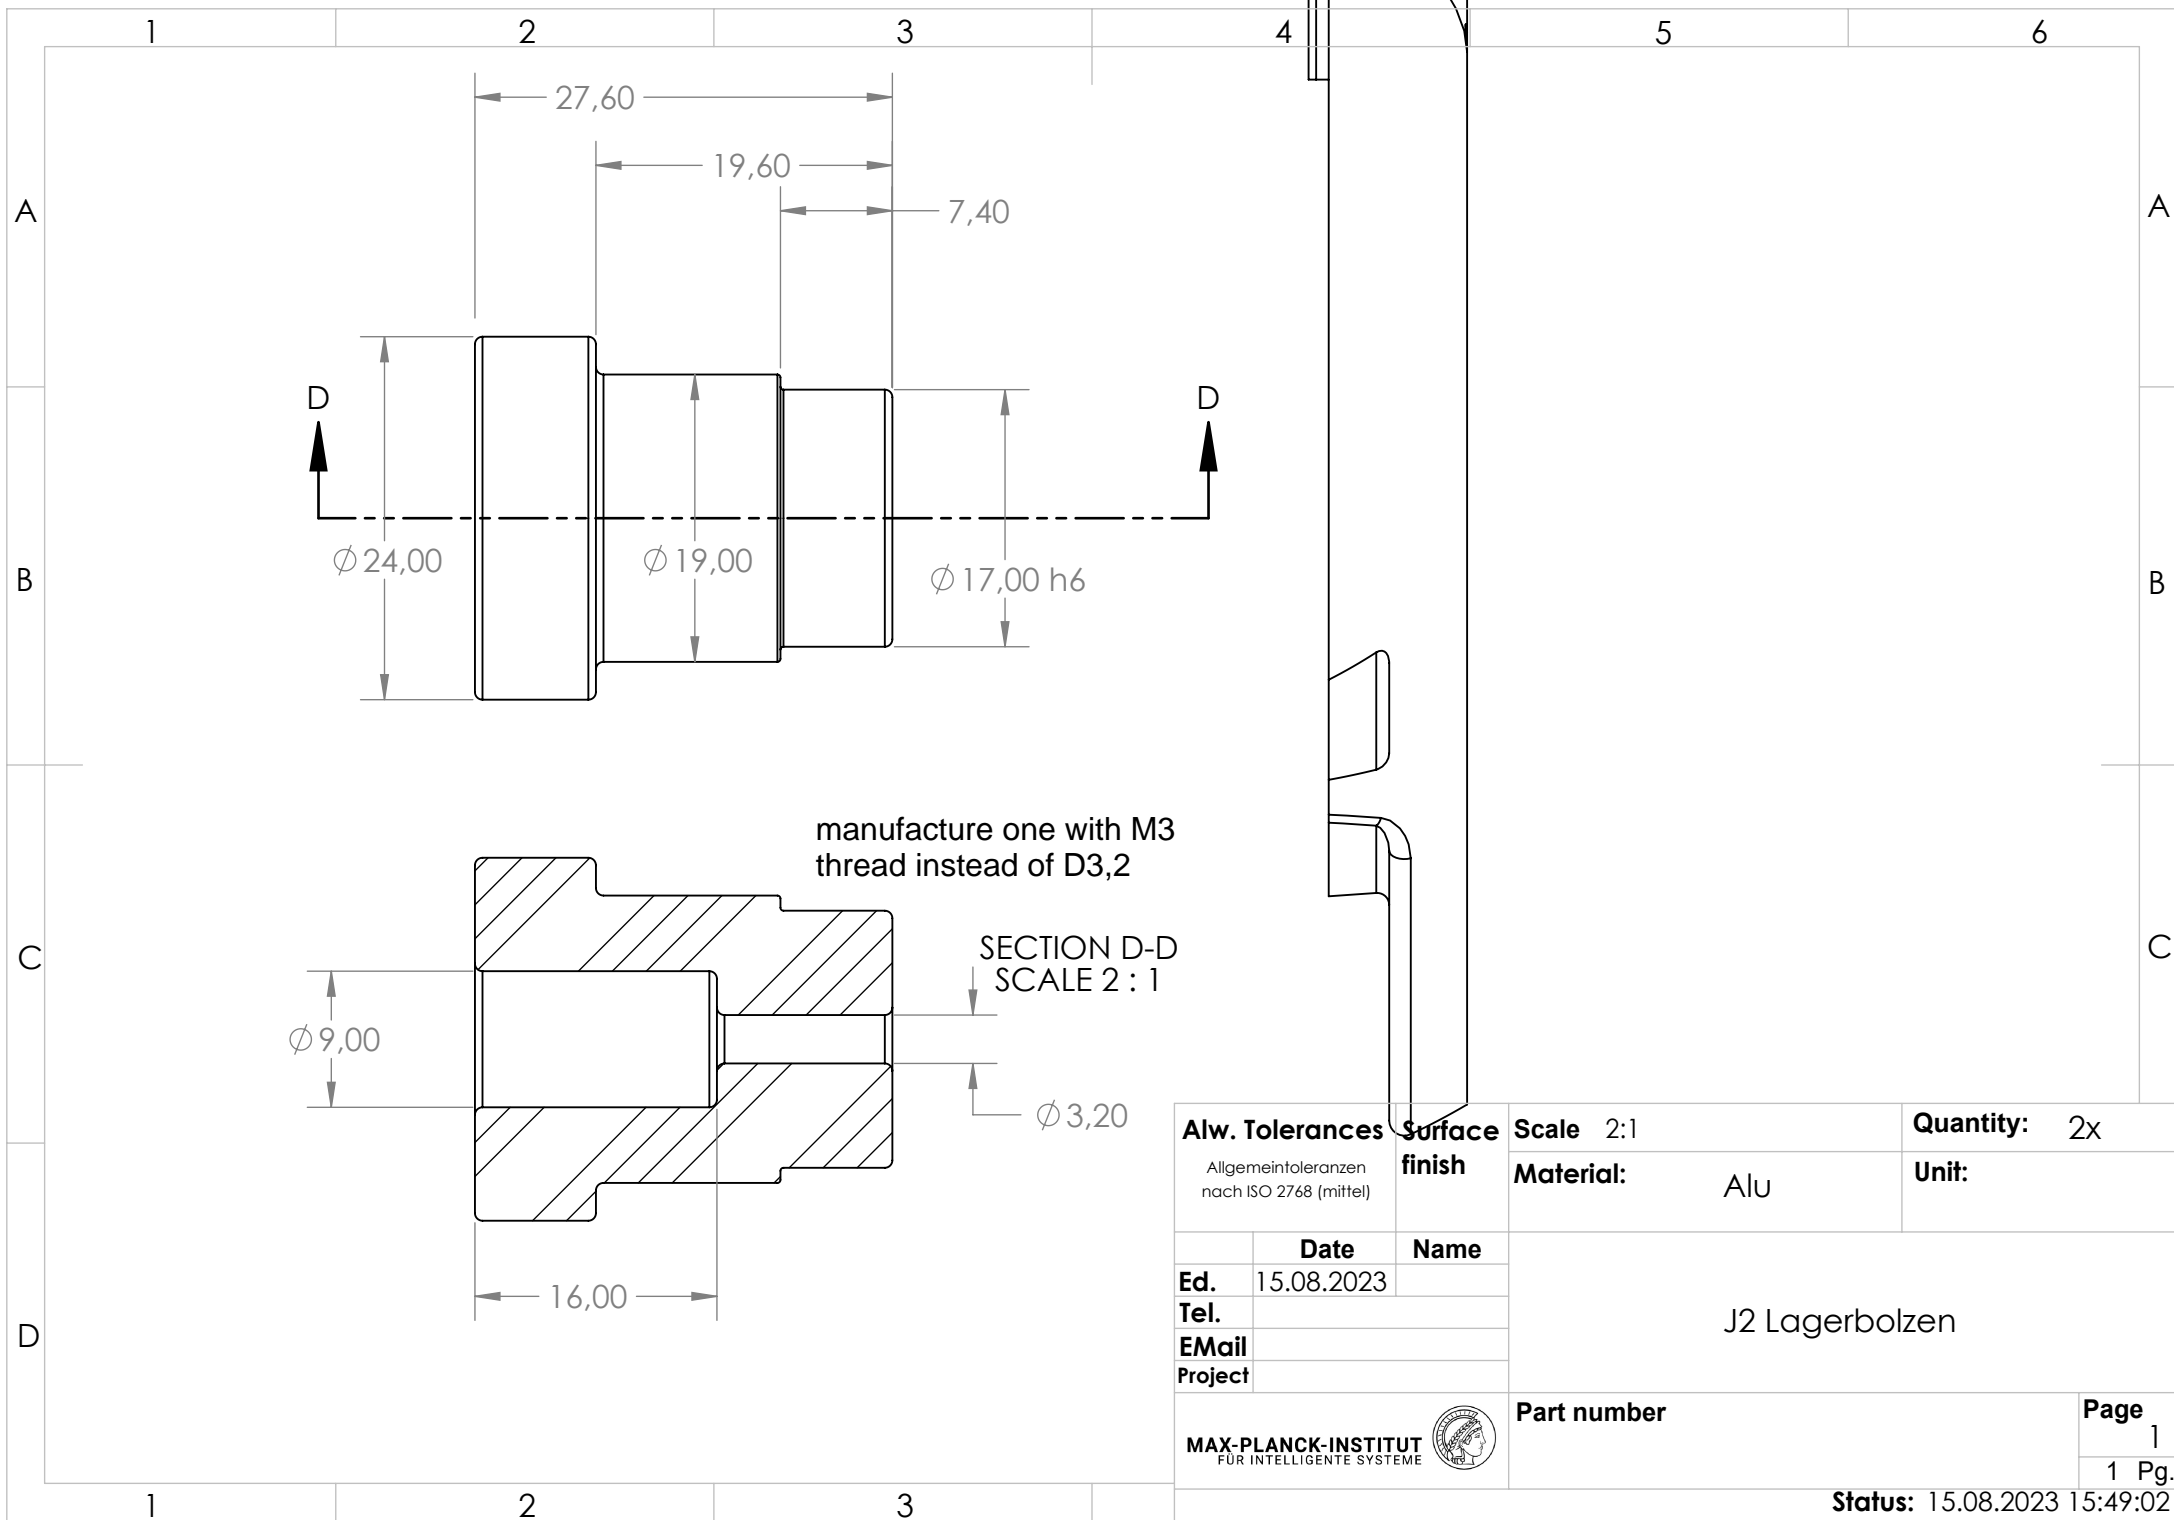 1 2 3 4 5 6
27,60
19,60
7,40
A A
D D
⌀24,00 ⌀19,00 ⌀17,00 h6
B B
manufacture one with M3
thread instead of D3,2
SECTION D-D
SCALE 2 : 1
C C
⌀9,00
⌀3,20
16,00
D
Alw. Tolerances
Allgemeintoleranzen
nach ISO 2768 (mittel)
Surface
finish
Scale 2:1
Quantity: 2x
Material: Alu
Unit:
Date Name
Ed. 15.08.2023
Tel.
EMail
Project
J2 Lagerbolzen
MAX-PLANCK-INSTITUT
FÜR INTELLIGENTE SYSTEME
Part number
Page
1
1 Pg.
Status: 15.08.2023 15:49:02
1 2 3